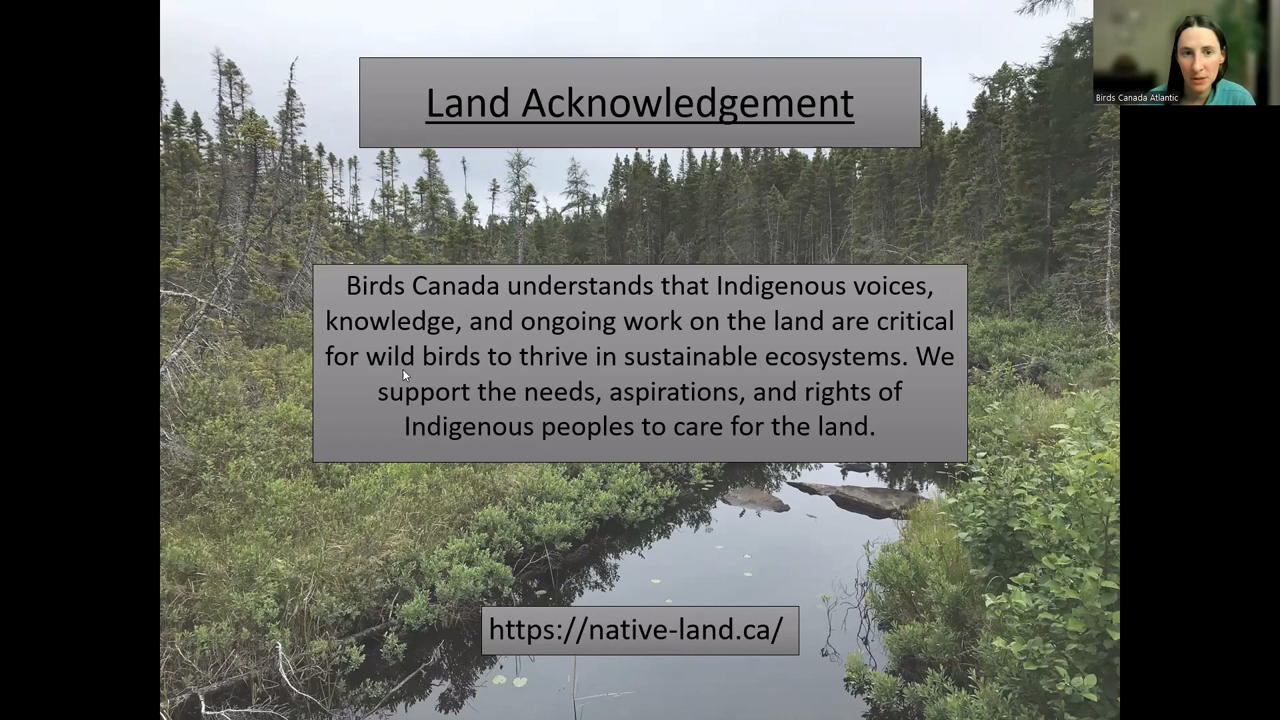 Land Acknowledgement
Birds Canada Atlantic
Birds Canada understands that Indigenous voices,
knowledge, and ongoing work on the land are critical
for wild birds to thrive in sustainable ecosystems. We
support the needs, aspirations, and rights of
Indigenous peoples to care for the land.
https://native-land.ca/